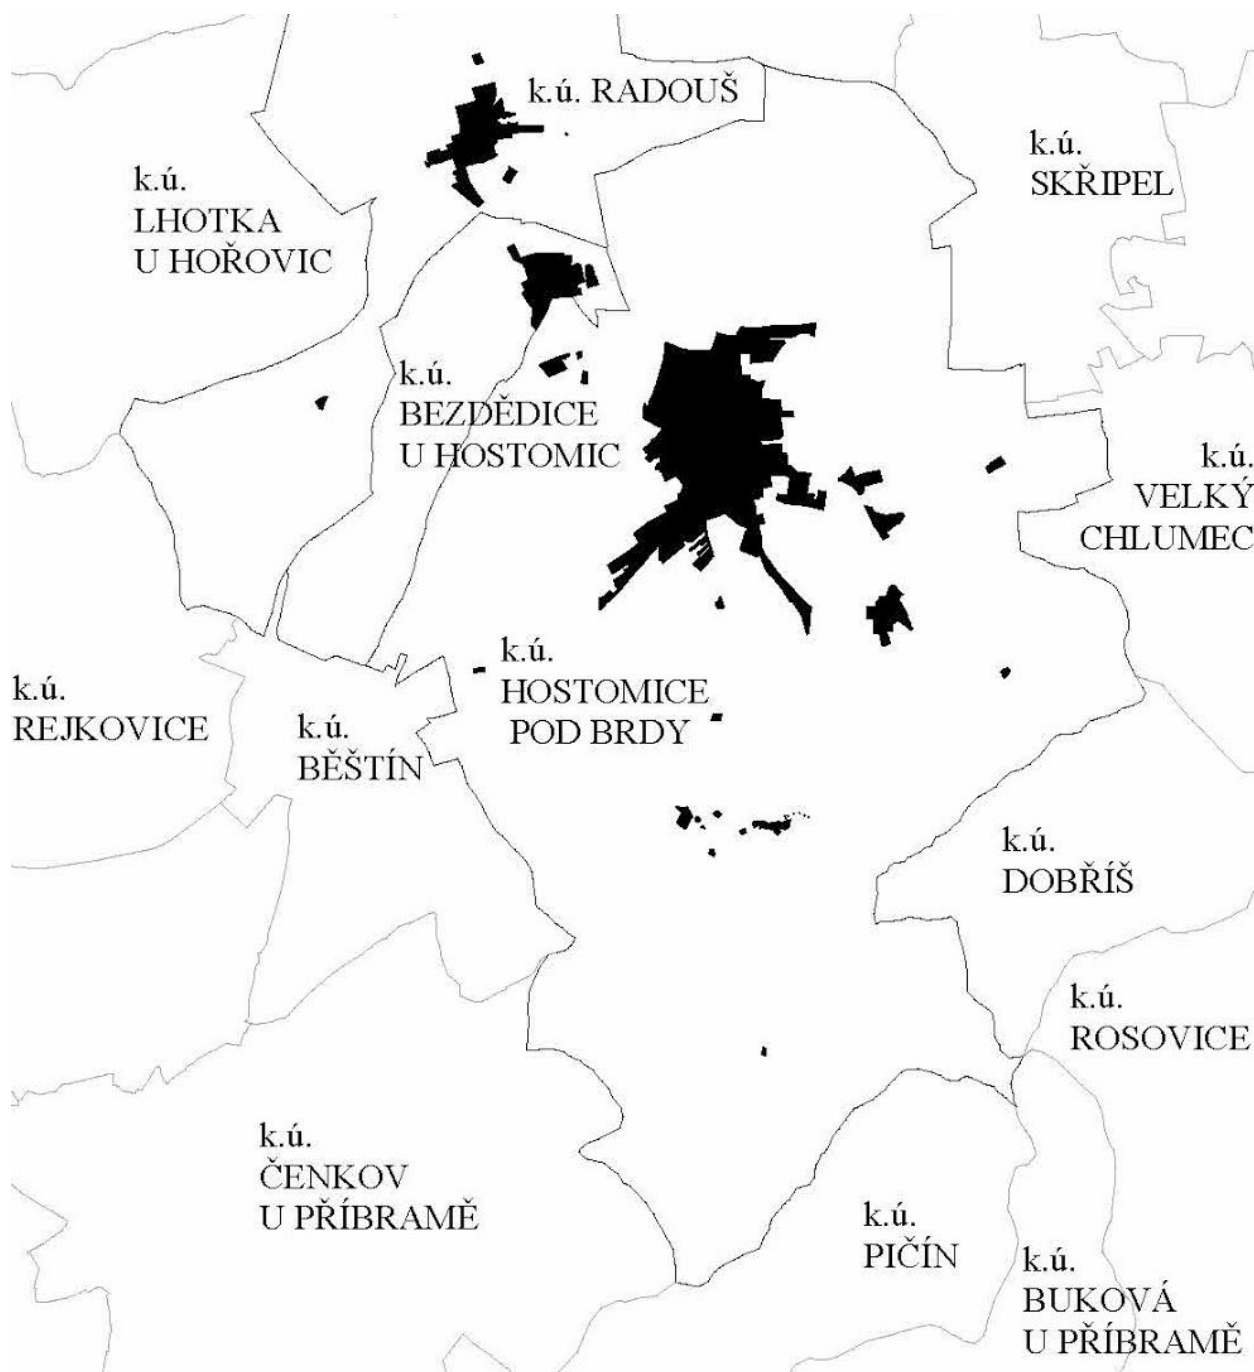 k.ú. RADOUŠ
k.ú.
SKŘIPEL
k.ú.
LHOTKA
U HOŘOVIC
k.ú.
BEZDĚDICE
U HOSTOMIC
k.ú.
VELKÝ
CHLUMEC
k.ú.
HOSTOMICE
POD BRDY
k.ú.
REJKOVICE
k.ú.
BĚŠTÍN
k.ú.
DOBŘÍŠ
k.ú.
ROSOVICE
k.ú.
ČENKOV
U PŘÍBRAMĚ
k.ú.
PIČÍN
k.ú.
BUKOVÁ
U PŘÍBRAMĚ